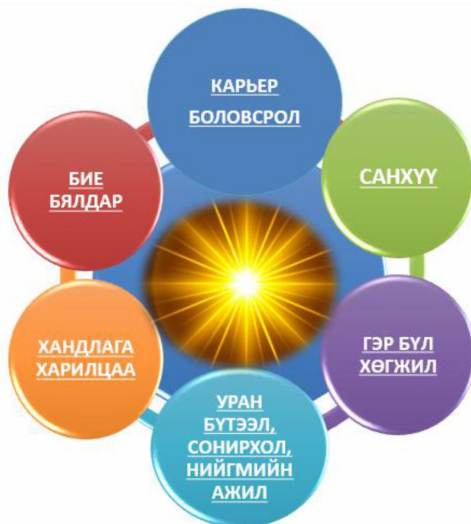 КАРЬЕР
БОЛОВСРОЛ
САНХҮҮ
ГЭР БҮЛ
ХӨГЖИЛ
УРАН
БҮТЭЭЛ,
СОНИРХОЛ,
НИЙГМИЙН
АЖИЛ
ХАНДЛАГА
ХАРИЛЦАА
БИЕ
БЯЛДАР